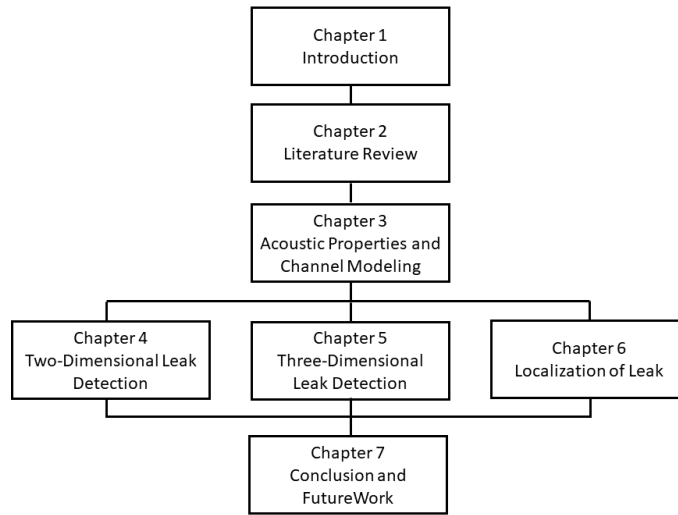 Chapter 1
Introduction
Chapter 2
Literature Review
Chapter 3
Acoustic Properties and
Channel Modeling
Chapter 4
Two-Dimensional Leak
Detection
Chapter 5
Three-Dimensional
Leak Detection
Chapter 6
Localization of Leak
Chapter 7
Conclusion and
FutureWork